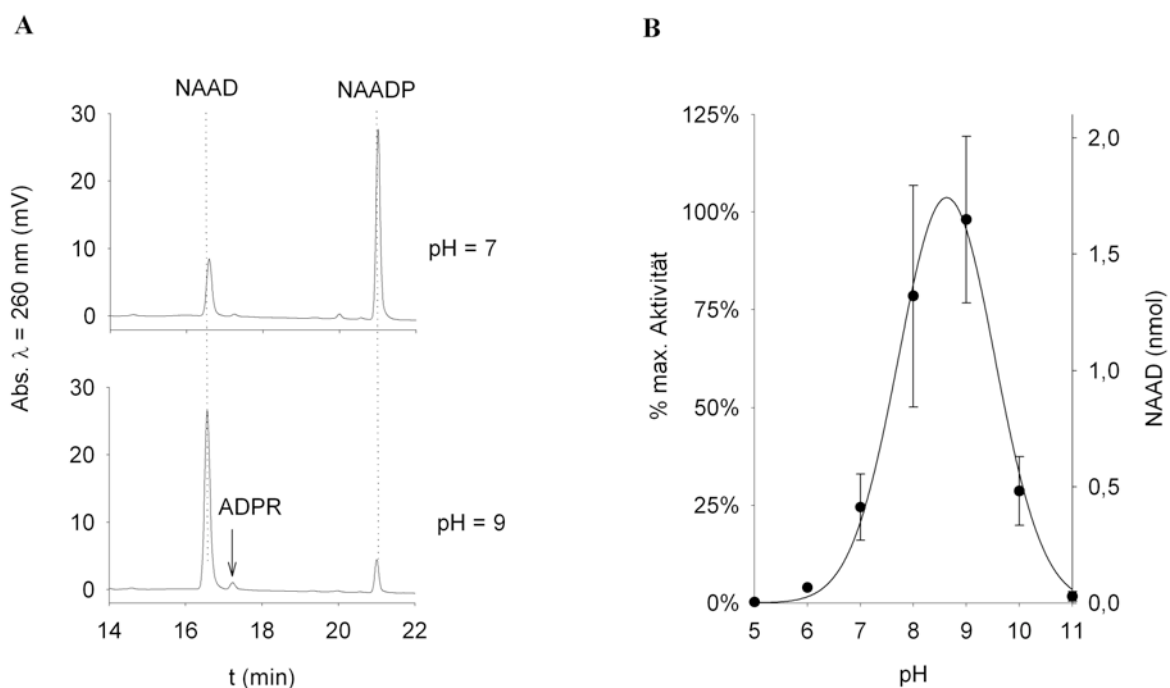 A
NAAD
NAADP
30
20
10
0
pH = 7
30
20
10
0
ADPR
pH = 9
14
16
18
20
22
t (min)
Abs. λ = 260 nm (mV)
B
125%
100%
75%
50%
25%
0%
% max. Aktivität
2,0
1,5
1,0
0,5
0,0
NAAD (nmol)
5
6
7
8
9
10
11
pH